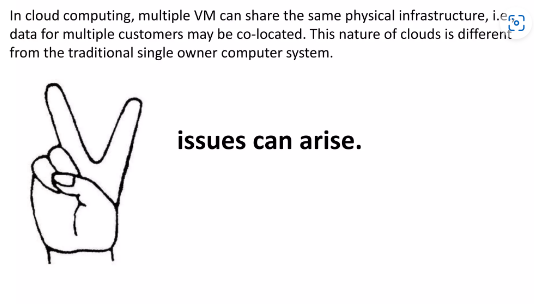 In cloud computing, multiple VM can share the same physical infrastructure, i.e.
data for multiple customers may be co-located. This nature of clouds is different
from the traditional single owner computer system.
issues can arise.